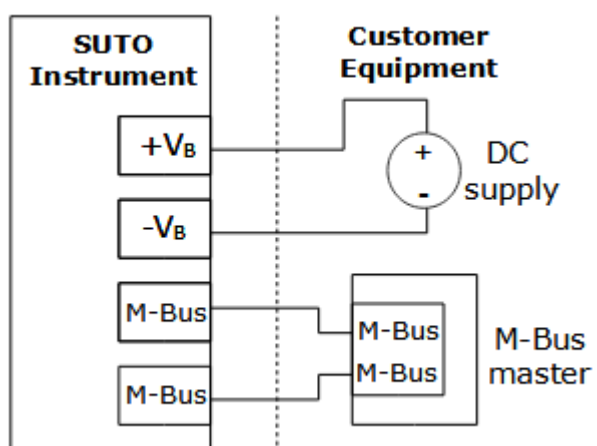 SUTO
Instrument
Customer
Equipment
+VB
+
-
DC
supply
-VB
M-Bus
M-Bus
M-Bus
M-Bus
M-Bus
master